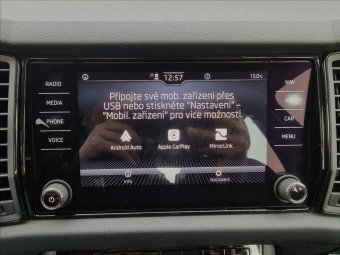 RADIO
MEDIA
PHONE
VOICE
12:57
15.0
Připojte své mob. zařízení přes
USB nebo stiskněte "Nastavení" -
"Mobil. zařízení" pro více možností.
Android Auto
Apple CarPlay
MirrorLink
Info
Nastavení
NAV
CAR
MENU